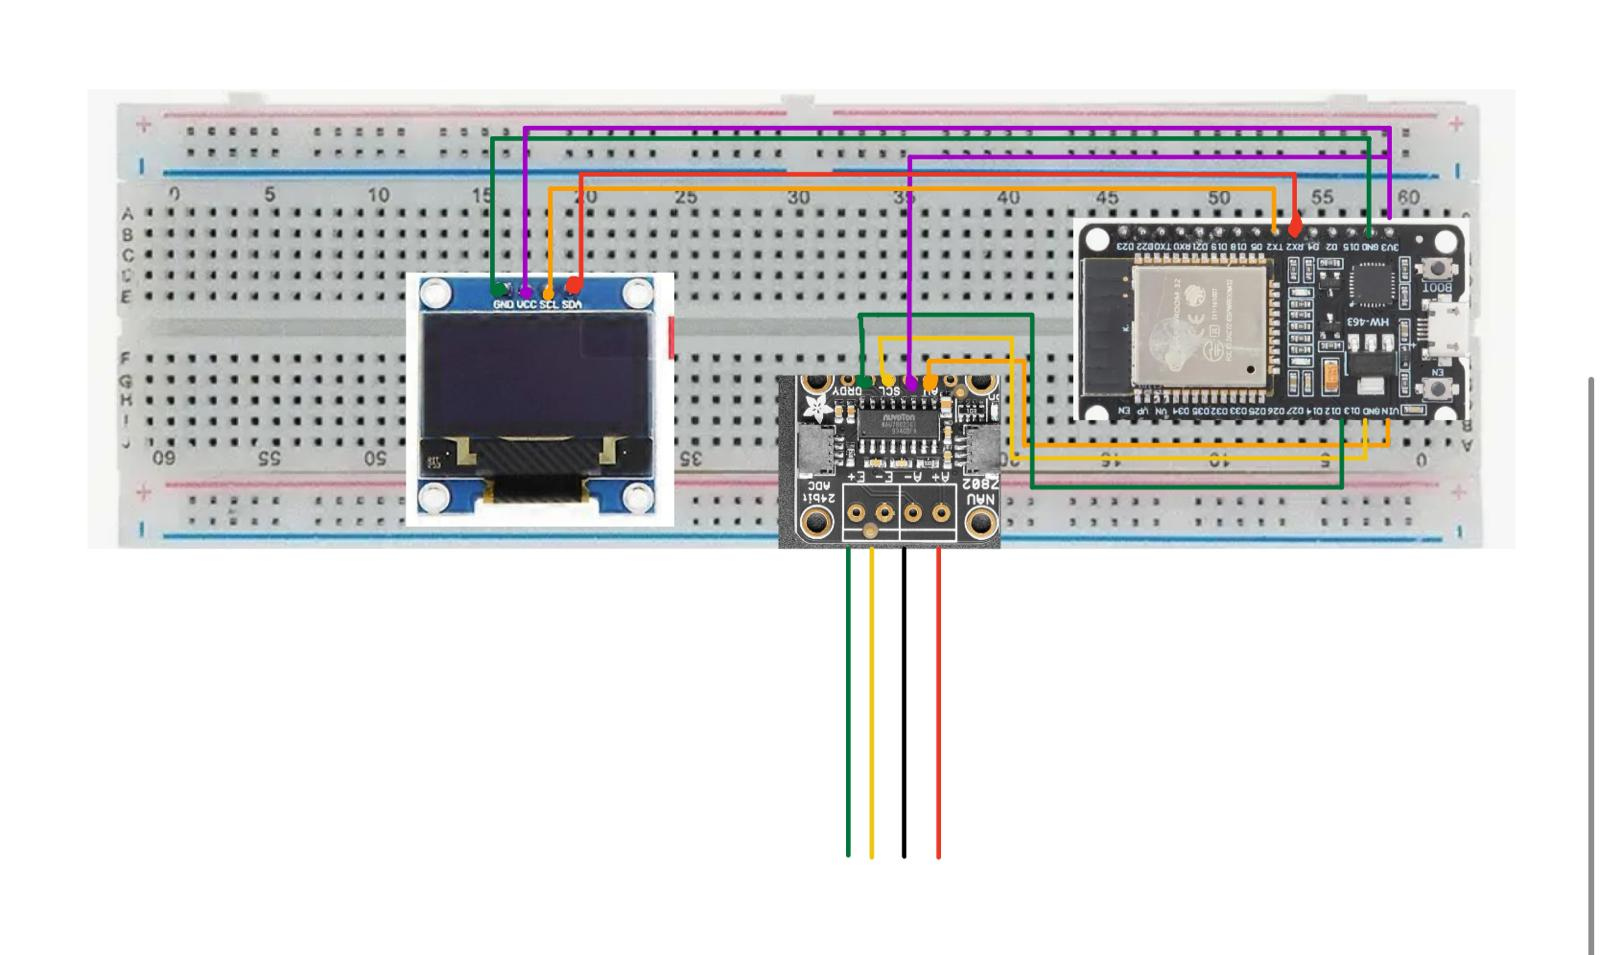 + +
0 5 10 15 20 25 30 35 40 45 50 55 60
A
B
C
D
E
GND VCC SCL SDA
D23 D22 TX0 RX0 D21 D19 D18 D5 TX2 RX2 D4 D2 D15 GND 3V3
BOOT
HW-463
EN
EN VP VN D34 D35 D32 D33 D25 D26 D27 D14 D12 D13 GND VIN
F
G
H
I
J
DRDY SCL
nuvoton
60 55 50 35 45 40 5 0
A
E+ E- A- A+
24bit
ADC
NAU
7802
+ +